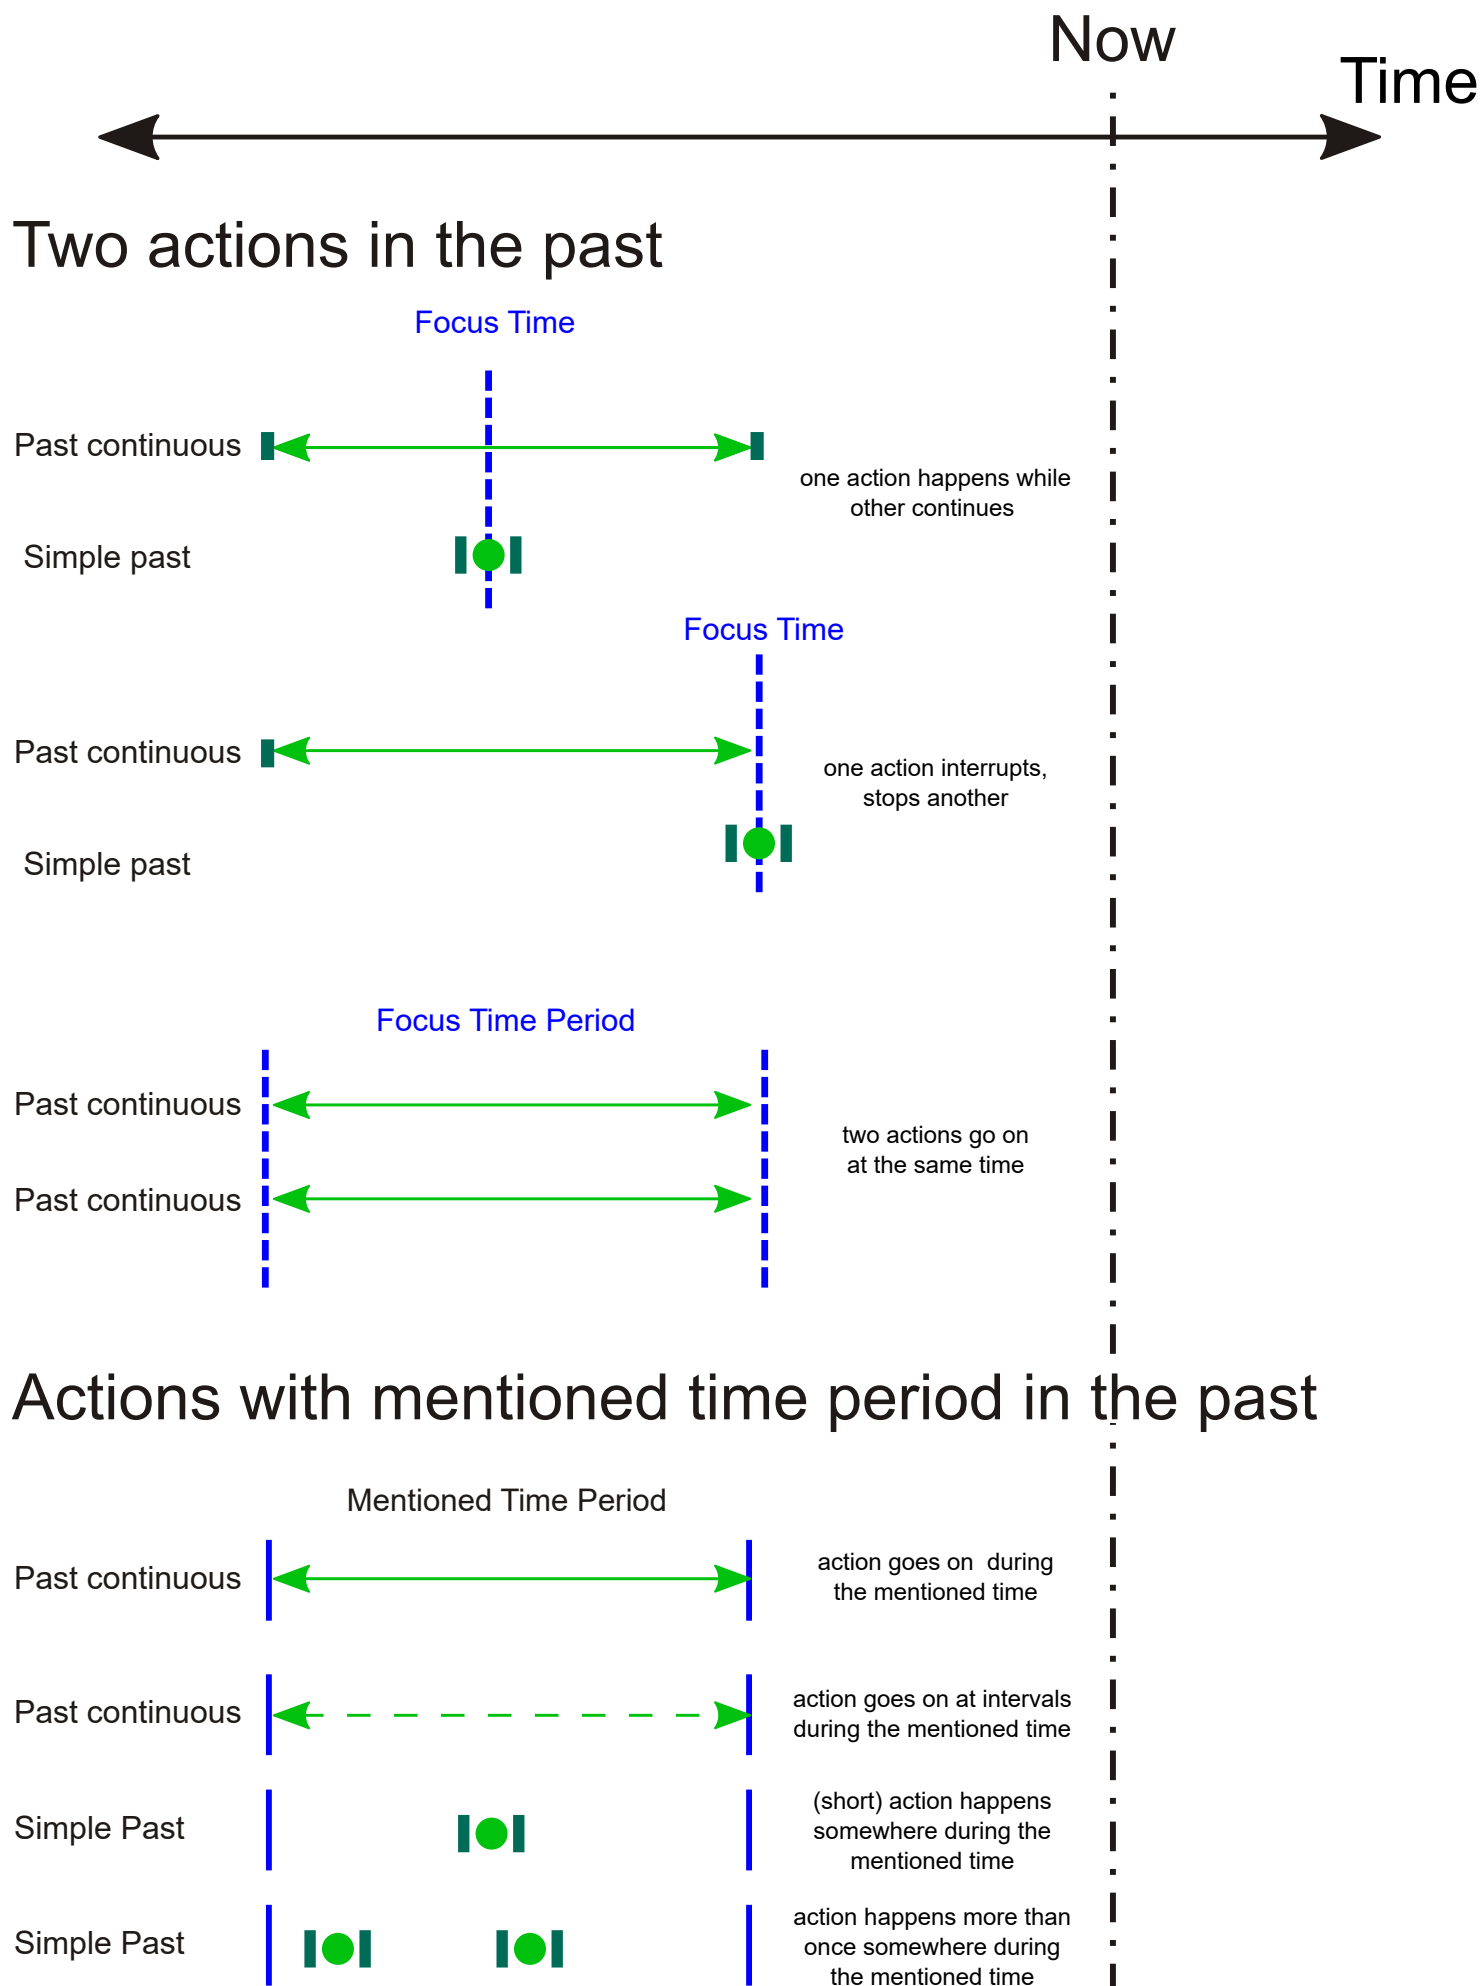 Now
Time
Two actions in the past
Focus Time
Past continuous
one action happens while
other continues
Simple past
Focus Time
Past continuous
one action interrupts,
stops another
Simple past
Focus Time Period
Past continuous
two actions go on
at the same time
Past continuous
Actions with mentioned time period in the past
Mentioned Time Period
Past continuous
action goes on  during
the mentioned time
Past continuous
action goes on at intervals
during the mentioned time
Simple Past
(short) action happens
somewhere during the
mentioned time
Simple Past
action happens more than
once somewhere during
the mentioned time